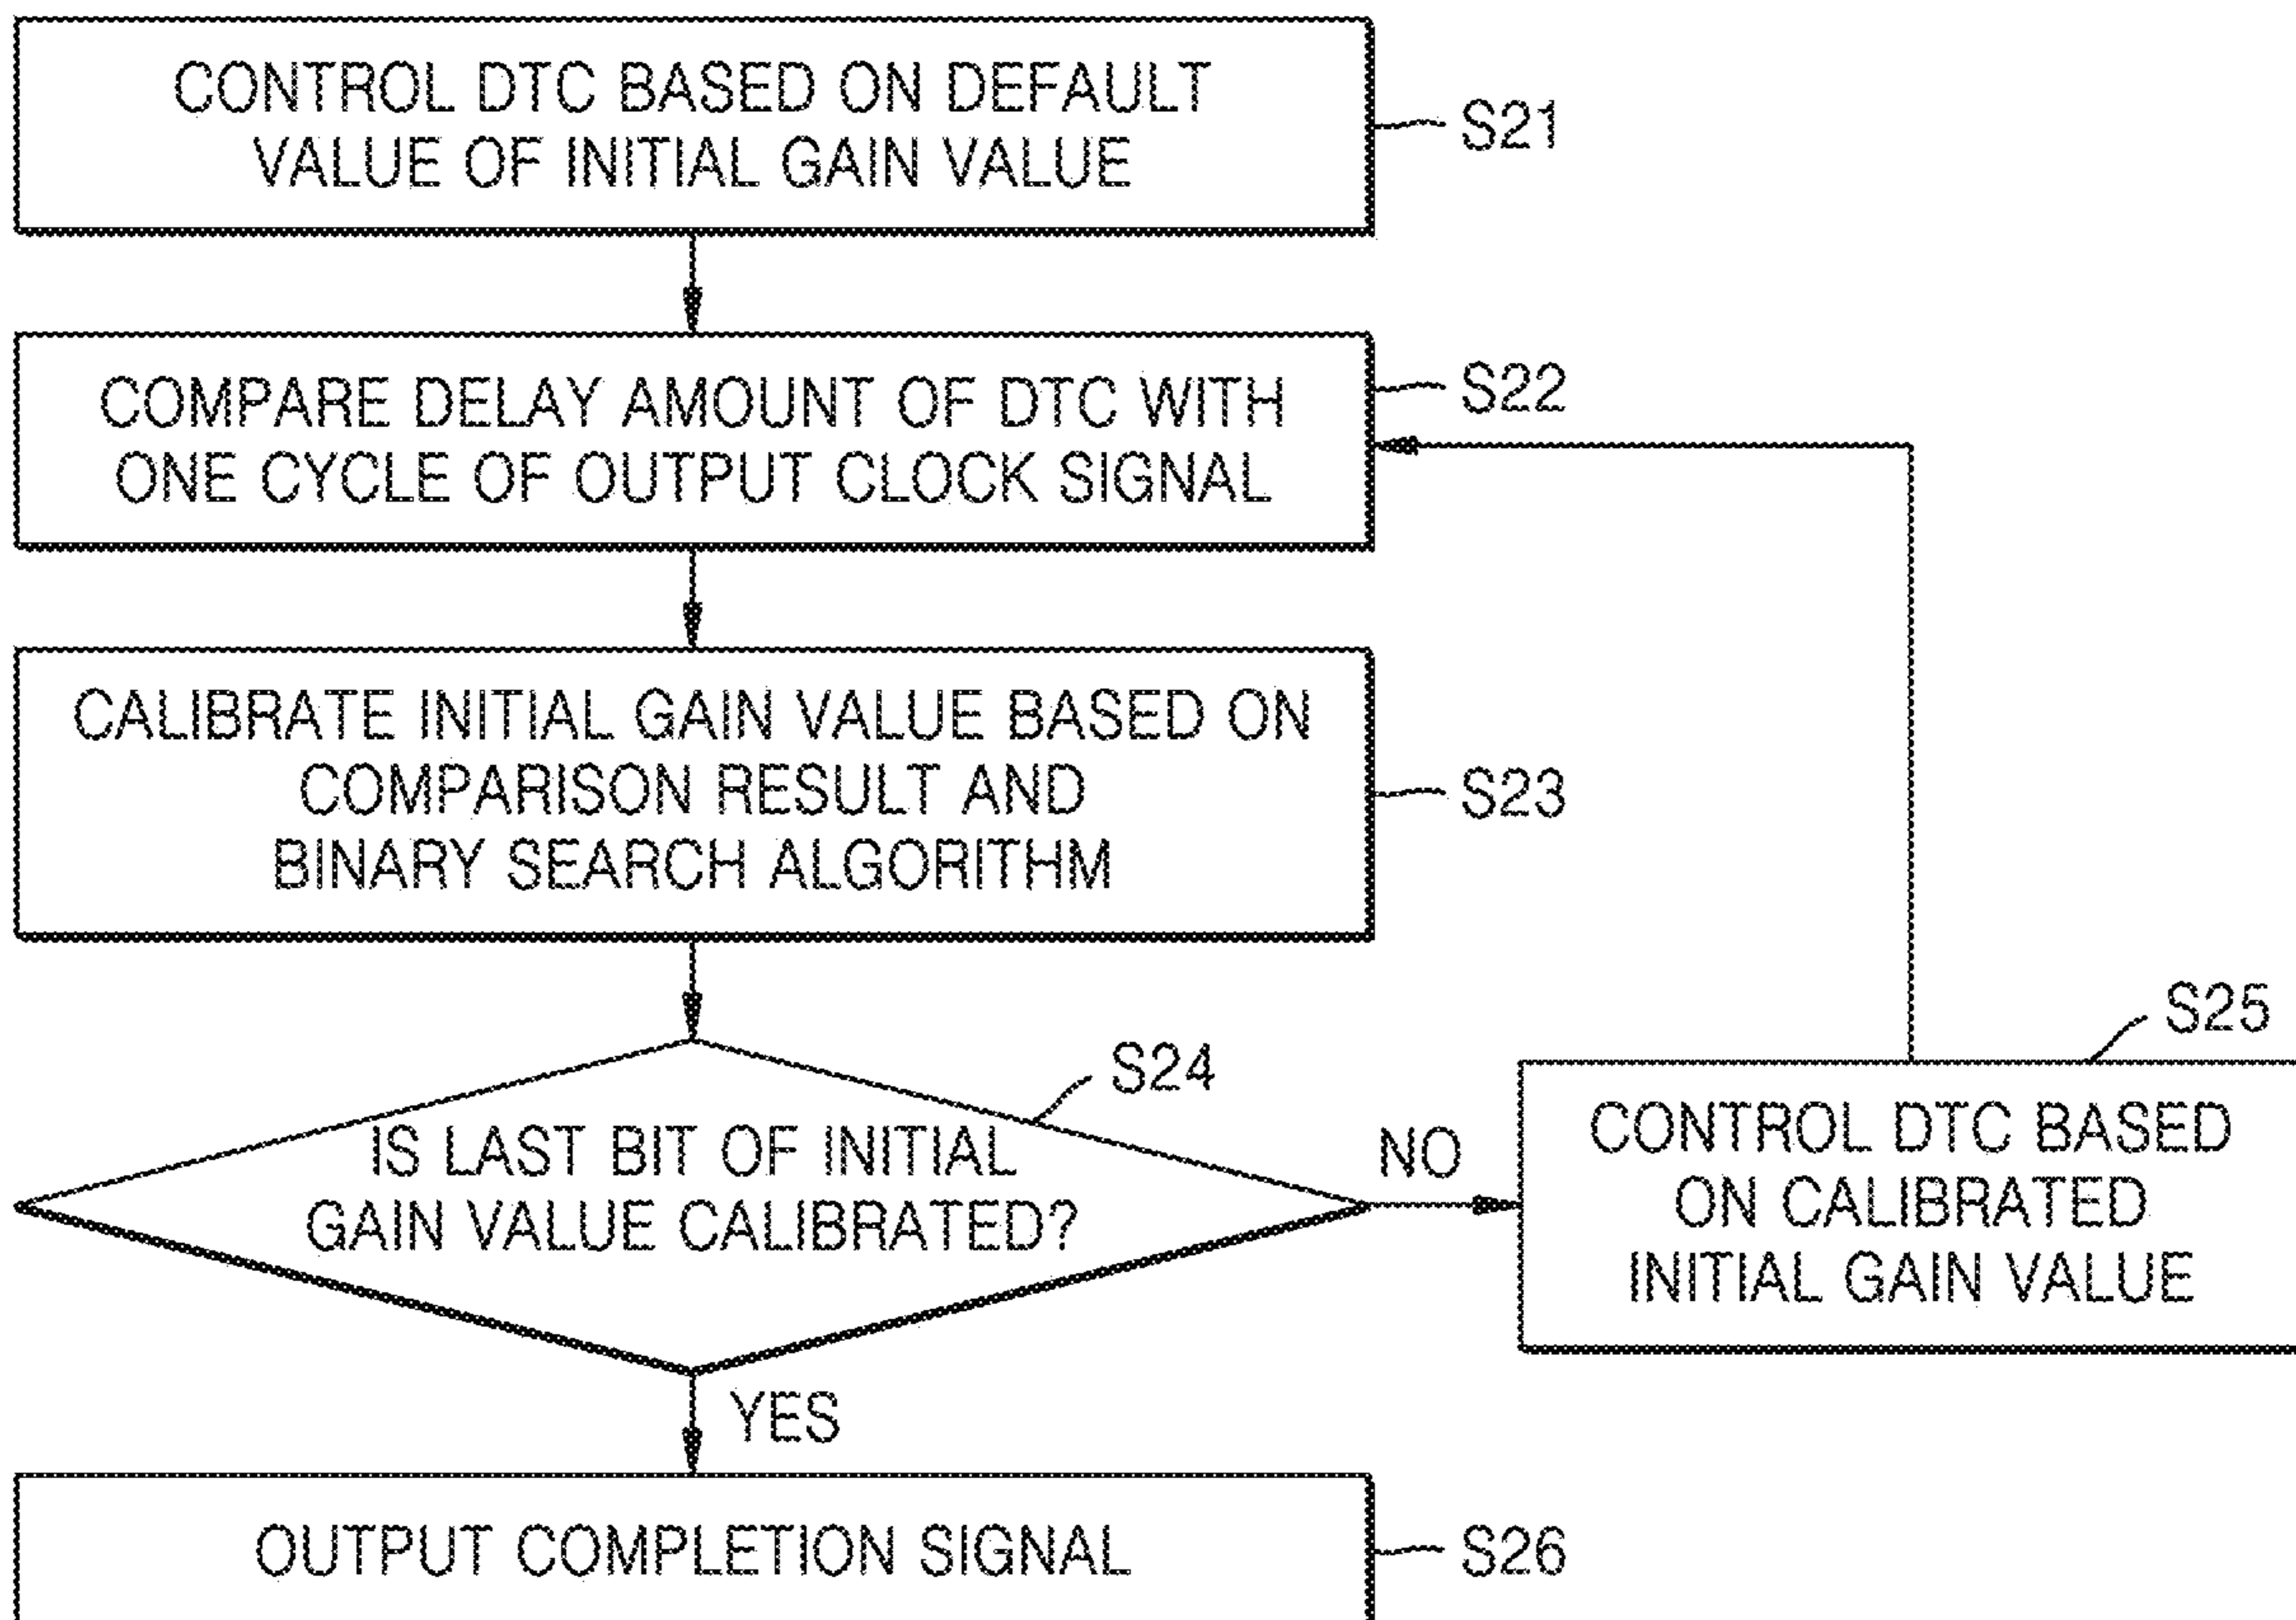 CONTROL DTC BASED ON DEFAULT
VALUE OF INITIAL GAIN VALUE
S21
COMPARE DELAY AMOUNT OF DTC WITH
ONE CYCLE OF OUTPUT CLOCK SIGNAL
S22
CALIBRATE INITIAL GAIN VALUE BASED ON
COMPARISON RESULT AND
BINARY SEARCH ALGORITHM
S23
IS LAST BIT OF INITIAL
GAIN VALUE CALIBRATED?
S24
NO
CONTROL DTC BASED
ON CALIBRATED
INITIAL GAIN VALUE
S25
YES
OUTPUT COMPLETION SIGNAL
S26